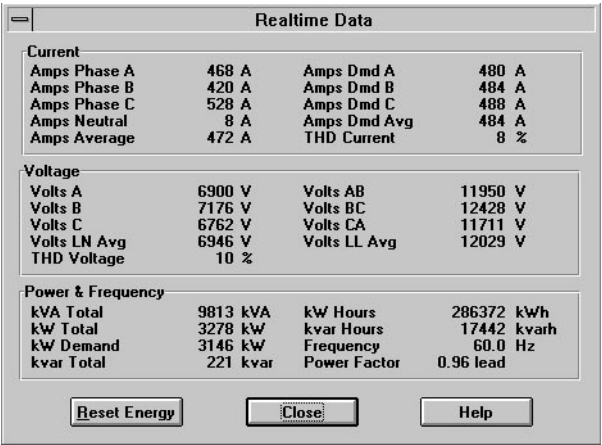 Realtime Data
Current
Amps Phase A 468 A Amps Dmd A 480 A
Amps Phase B 420 A Amps Dmd B 484 A
Amps Phase C 528 A Amps Dmd C 488 A
Amps Neutral 8 A Amps Dmd Avg 484 A
Amps Average 472 A THD Current 8 %
Voltage
Volts A 6900 V Volts AB 11950 V
Volts B 7176 V Volts BC 12428 V
Volts C 6762 V Volts CA 11711 V
Volts LN Avg 6946 V Volts LL Avg 12029 V
THD Voltage 10 %
Power & Frequency
kVA Total 9813 kVA kW Hours 286372 kWh
kW Total 3278 kW kvar Hours 17442 kvarh
kW Demand 3146 kW Frequency 60.0 Hz
kvar Total 221 kvar Power Factor 0.96 lead
Reset Energy Close Help